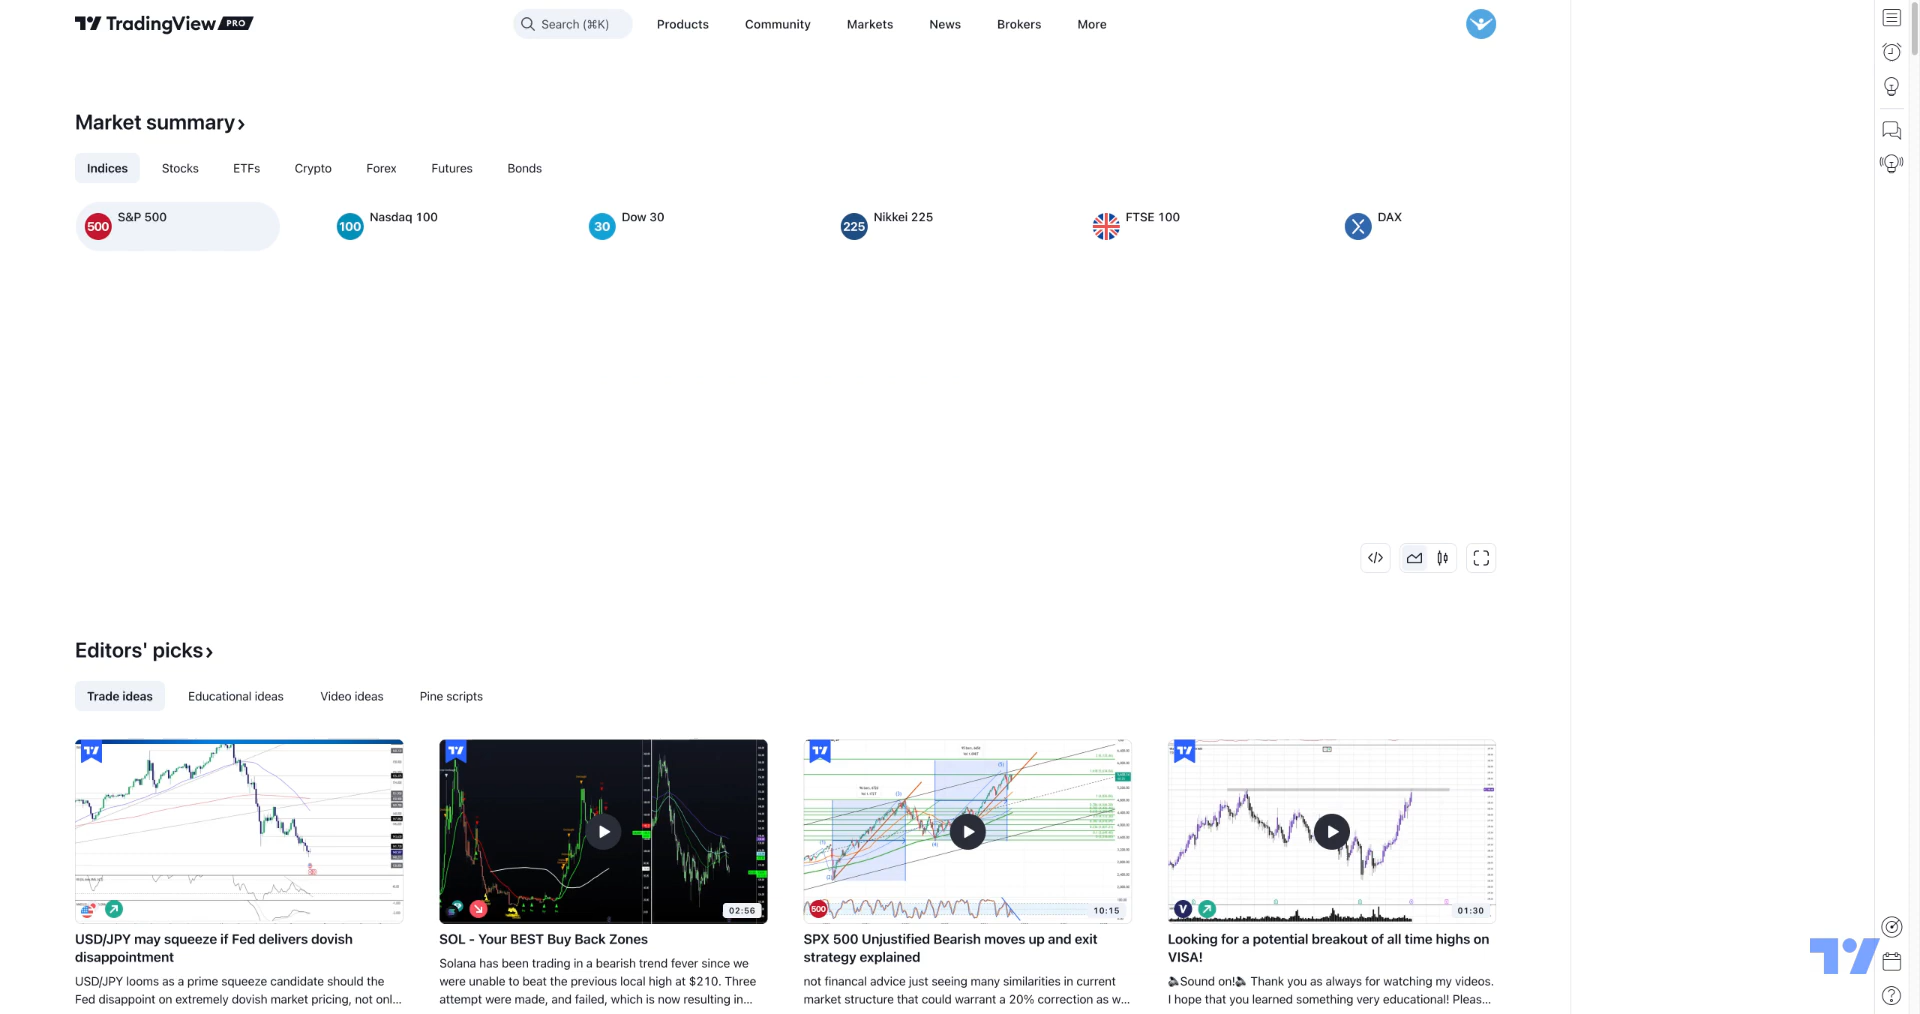 TradingView PRO
Search (⌘K)
Products
Community
Markets
News
Brokers
More
Market summary
Indices
Stocks
ETFs
Crypto
Forex
Futures
Bonds
500
S&P 500
100
Nasdaq 100
30
Dow 30
225
Nikkei 225
FTSE 100
X
DAX
Editors' picks
Trade ideas
Educational ideas
Video ideas
Pine scripts
02:56
500
10:15
V
01:30
USD/JPY may squeeze if Fed delivers dovish
disappointment
USD/JPY looms as a prime squeeze candidate should the
Fed disappoint on extremely dovish market pricing, not onl...
SOL - Your BEST Buy Back Zones
Solana has been trading in a bearish trend fever since we
were unable to beat the previous local high at $210. Three
attempt were made, and failed, which is now resulting in...
SPX 500 Unjustified Bearish moves up and exit
strategy explained
not financal advice just seeing many similarities in current
market structure that could warrant a 20% correction as w...
Looking for a potential breakout of all time highs on
VISA!
🔊Sound on!🔊 Thank you as always for watching my videos.
I hope that you learned something very educational! Pleas...